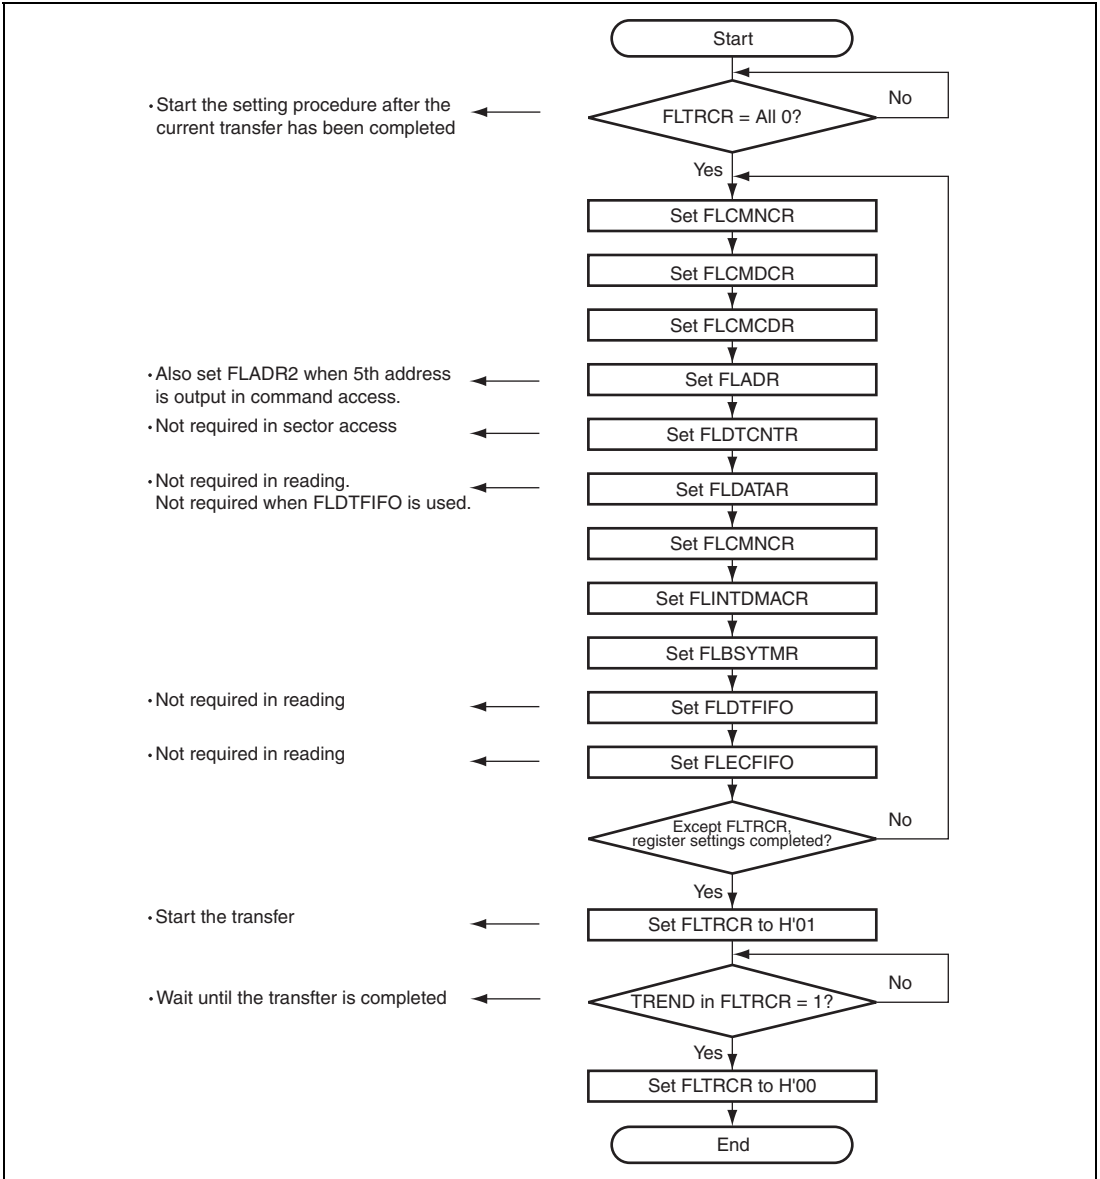 Start
· Start the setting procedure after the
current transfer has been completed
FLTRCR = All 0?
No
Yes
Set FLCMNCR
Set FLCMDCR
Set FLCMCDR
· Also set FLADR2 when 5th address
is output in command access.
Set FLADR
· Not required in sector access
Set FLDTCNTR
· Not required in reading.
Not required when FLDTFIFO is used.
Set FLDATAR
Set FLCMNCR
Set FLINTDMACR
Set FLBSYTMR
· Not required in reading
Set FLDTFIFO
· Not required in reading
Set FLECFIFO
Except FLTRCR,
register settings completed?
No
Yes
· Start the transfer
Set FLTRCR to H'01
· Wait until the transfter is completed
TREND in FLTRCR = 1?
No
Yes
Set FLTRCR to H'00
End